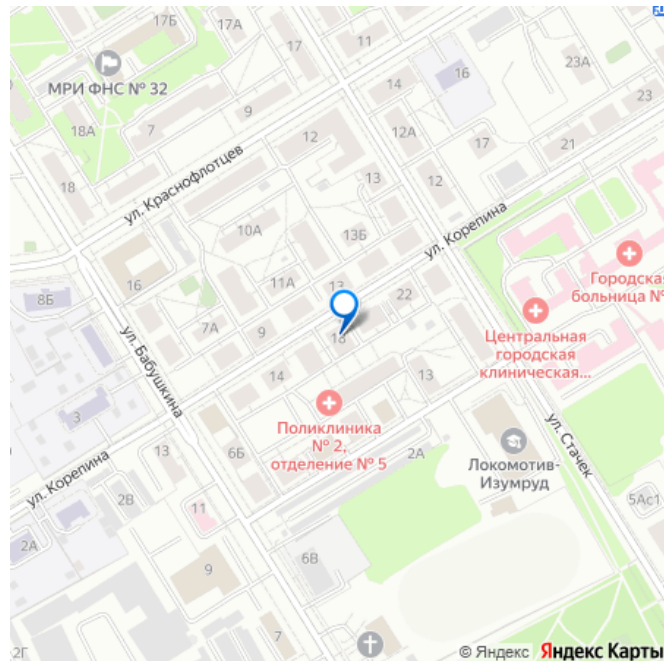 17Б
17А
17
11
23А
МРИ ФНС № 32
14
16
23
9
18А
7
12
12А
17
21
ул. Краснофлотцев
13
12
18
10А
13Б
ул. Корепина
16
11А
13
22
Городская
больница №
8Б
7А
9
18
Центральная
городская
клиническая...
ул. Бабушкина
14
13
3
Поликлиника
№ 2,
отделение № 5
13
6Б
2А
Локомотив-
Изумруд
ул. Стачек
ул. Корепина
2В
11
5Ас1
2А
6В
9
7
2Г
© Яндекс Яндекс Карты